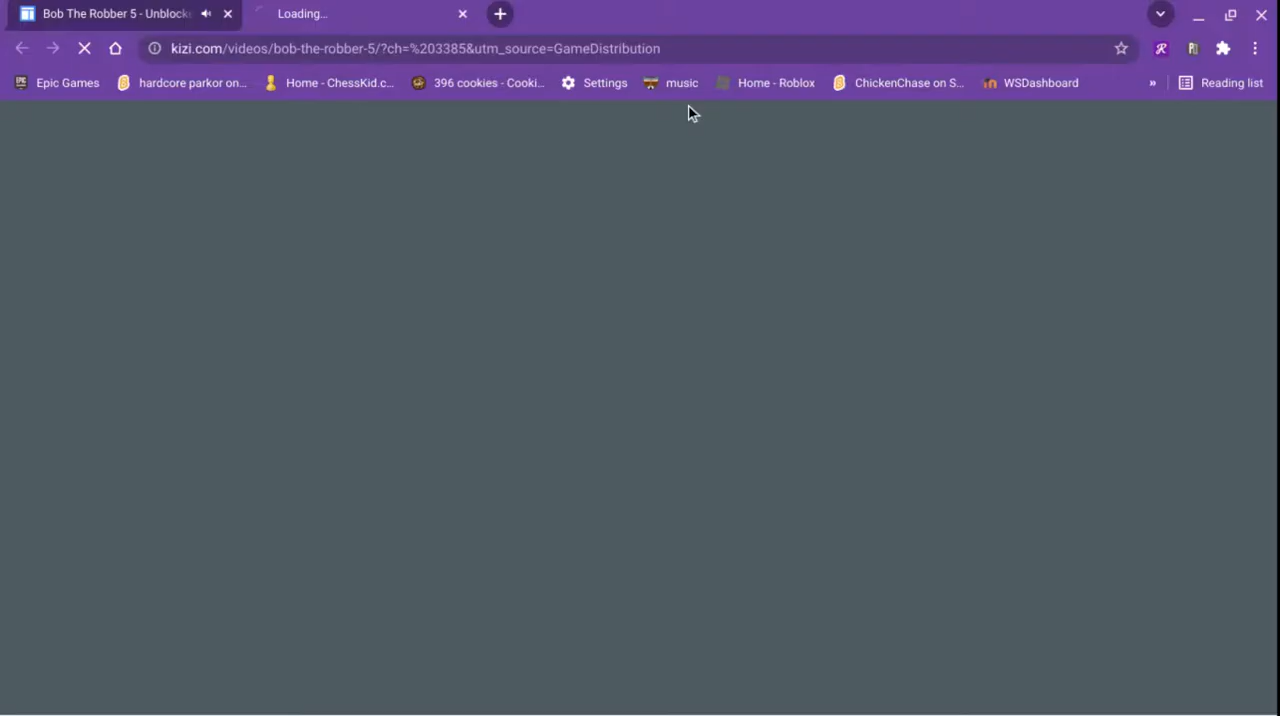 Bob The Robber 5 - Unblock
Loading...
kizi.com/videos/bob-the-robber-5/?ch=%203385&utm_source=GameDistribution
Epic Games hardcore parkor on... Home - ChessKid.c... 396 cookies - Cooki... Settings music Home - Roblox ChickenChase on S... WSDashboard » Reading list